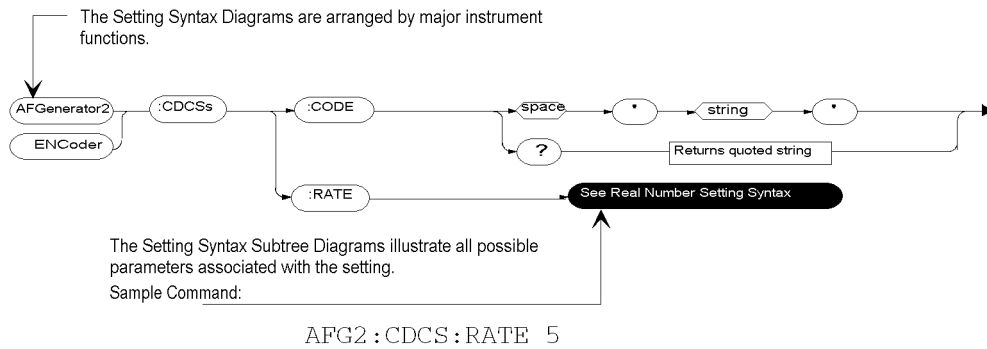 The Setting Syntax Diagrams are arranged by major instrument
functions.
AFGenerator2 :CDCSs :CODE space ' string '
ENCoder ? Returns quoted string
:RATE See Real Number Setting Syntax
The Setting Syntax Subtree Diagrams illustrate all possible
parameters associated with the setting.
Sample Command:
AFG2:CDCS:RATE 5